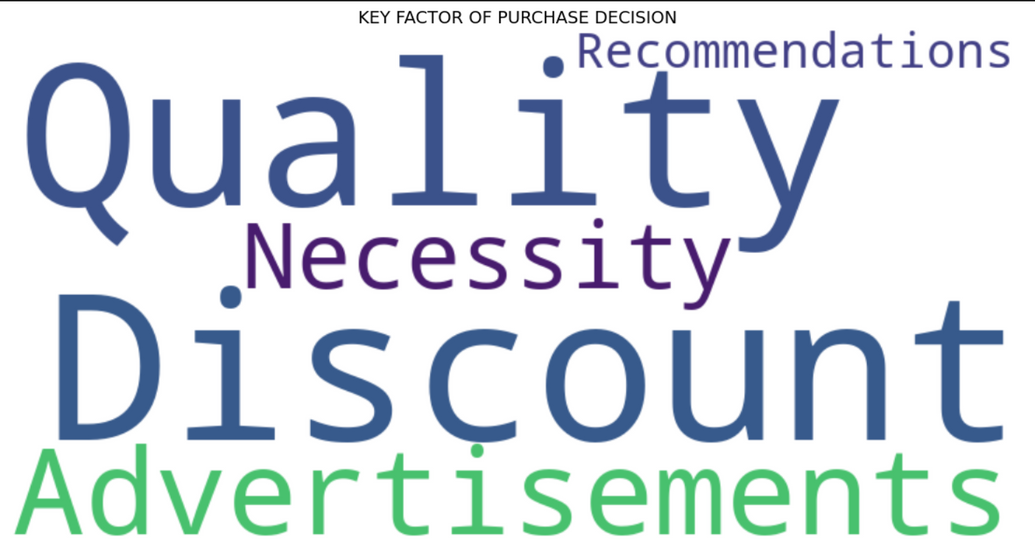 KEY FACTOR OF PURCHASE DECISION
Recommendations
Quality
Necessity
Discount
Advertisements